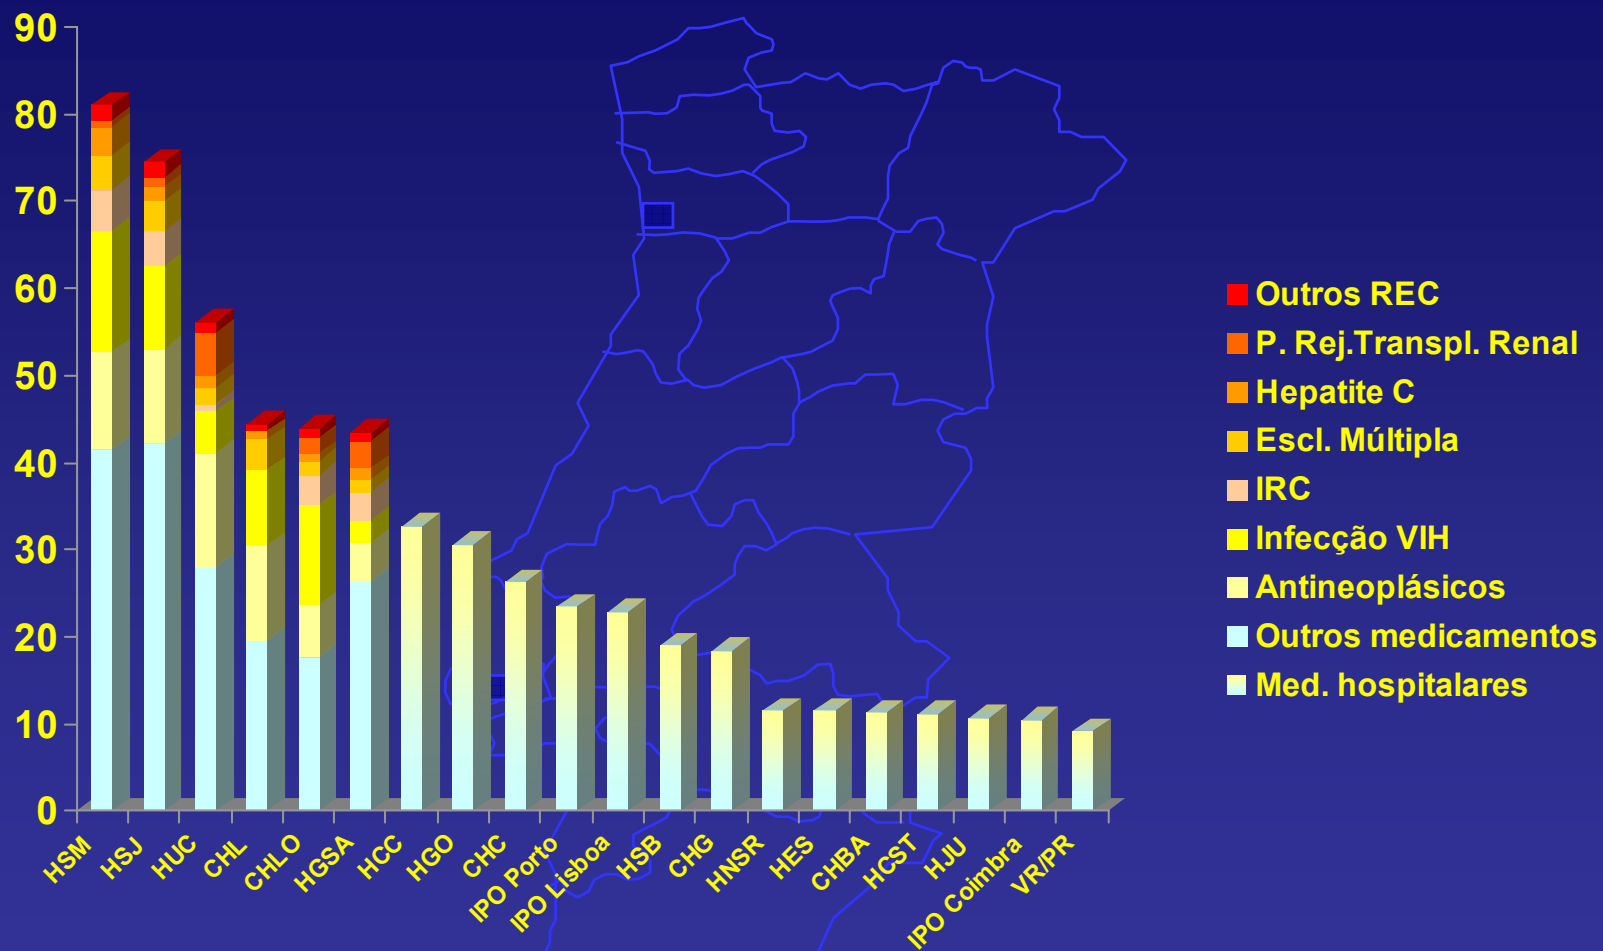 90
80
70
60
50
40
30
20
10
0
HSM
HSJ
HUC
CHL
CHLO
HGSA
HCC
HGO
CHC
IPO Porto
IPO Lisboa
HSB
CHG
HNSR
HES
CHBA
HCST
HJU
IPO Coimbra
VR/PR
Outros REC
P. Rej.Transpl. Renal
Hepatite C
Escl. Múltipla
IRC
Infecção VIH
Antineoplásicos
Outros medicamentos
Med. hospitalares